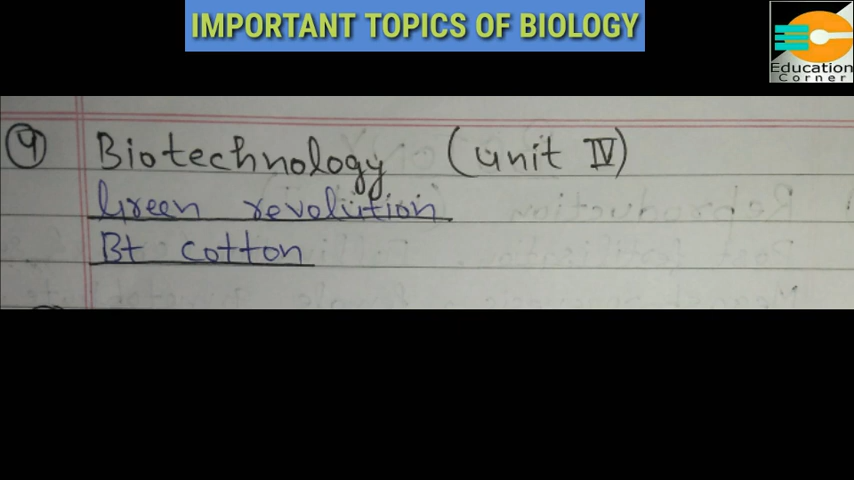 IMPORTANT TOPICS OF BIOLOGY
Education
Corner
4 Biotechnology (unit IV)
Green revolution
Bt cotton